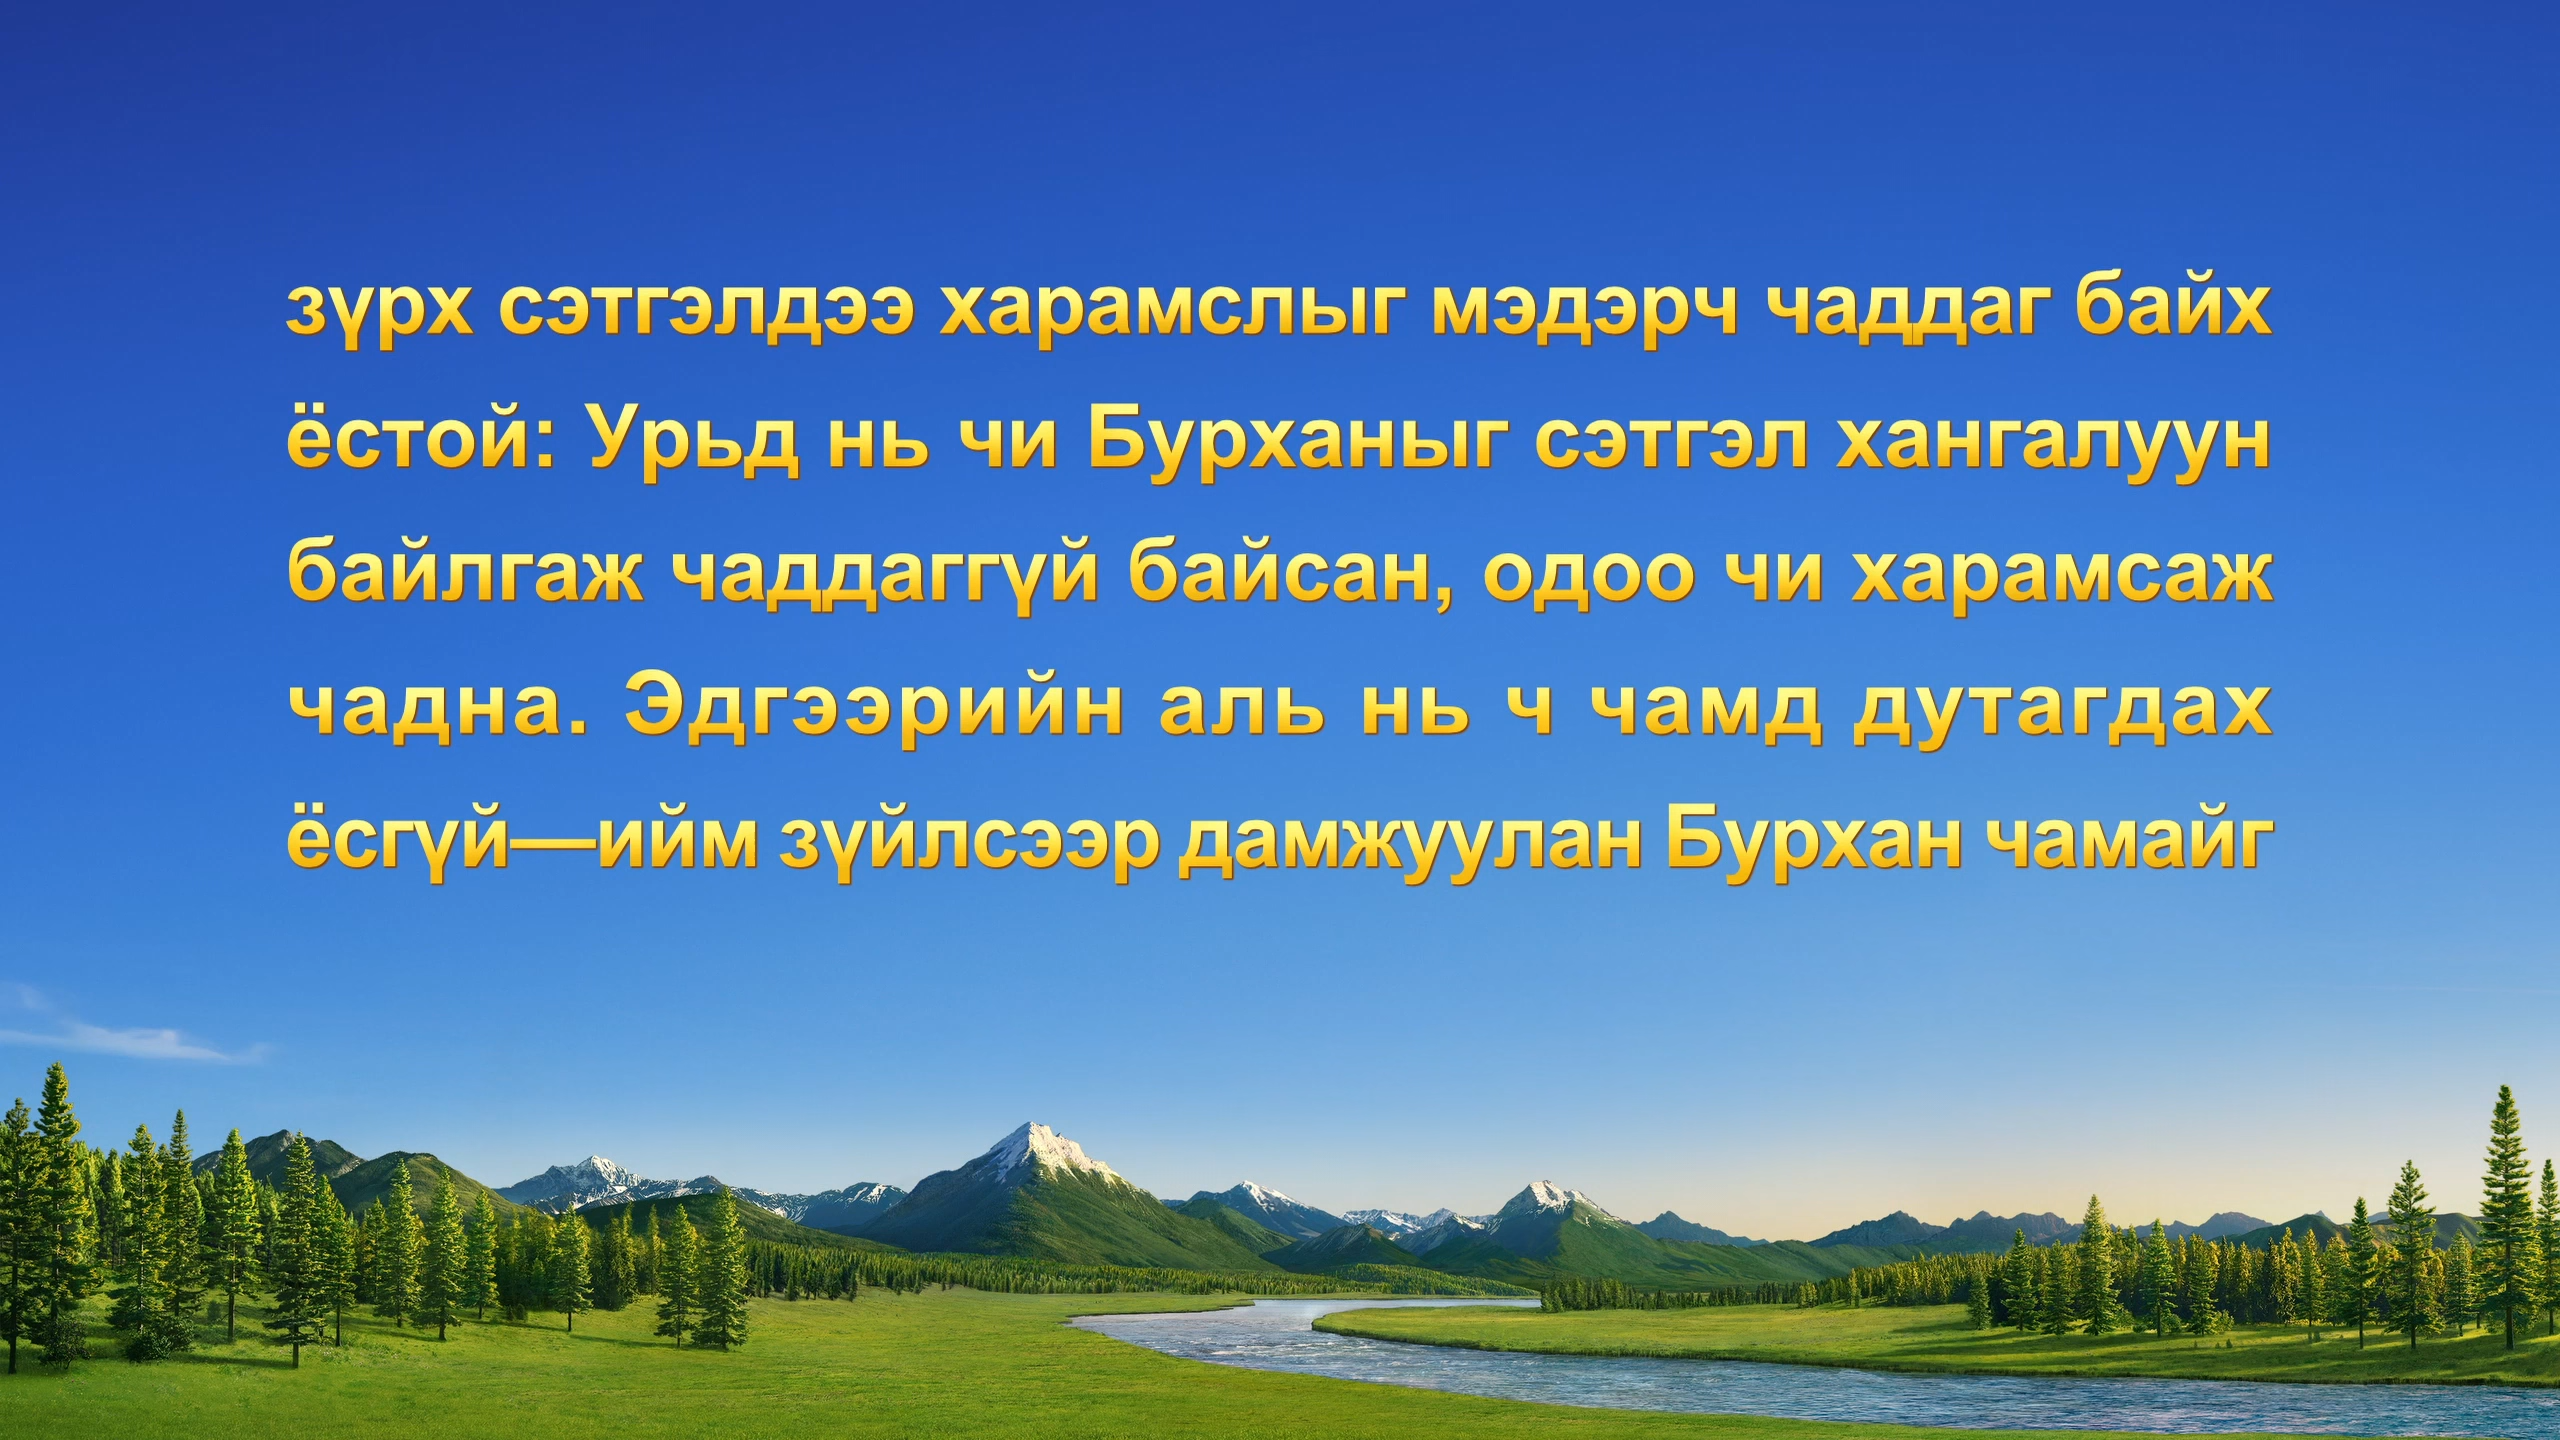 зүрх сэтгэлдээ харамслыг мэдэрч чаддаг байх
ёстой: Урьд нь чи Бурханыг сэтгэл хангалуун
байлгаж чаддаггүй байсан, одоо чи харамсаж
чадна. Эдгээрийн аль нь ч чамд дутагдах
ёсгүй—ийм зүйлсээр дамжуулан Бурхан чамайг